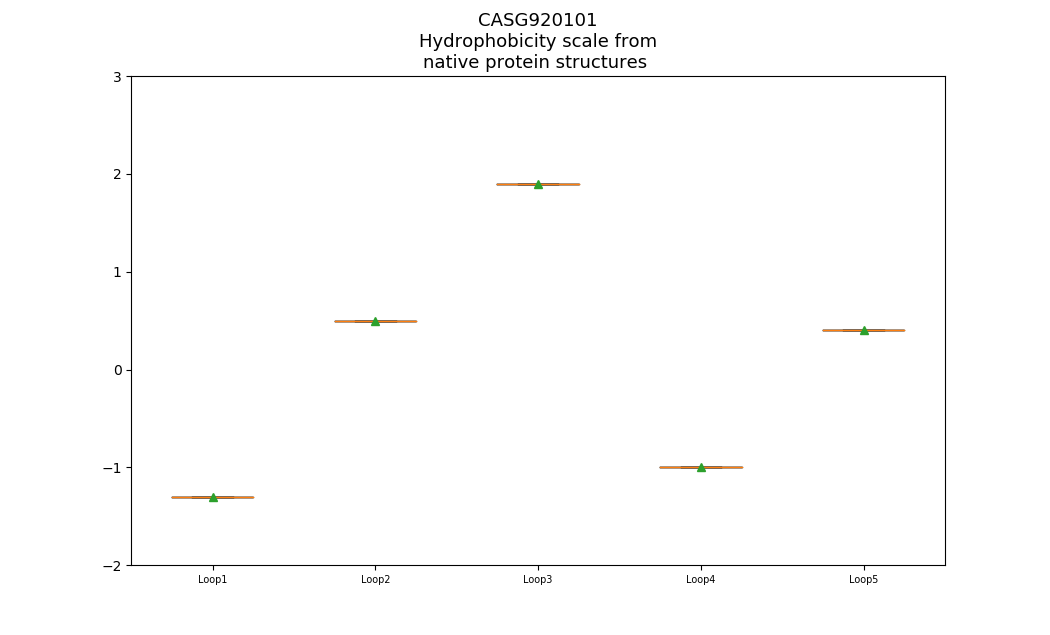 CASG920101
Hydrophobicity scale from
native protein structures
3
2
1
0
−1
−2
Loop1
Loop2
Loop3
Loop4
Loop5